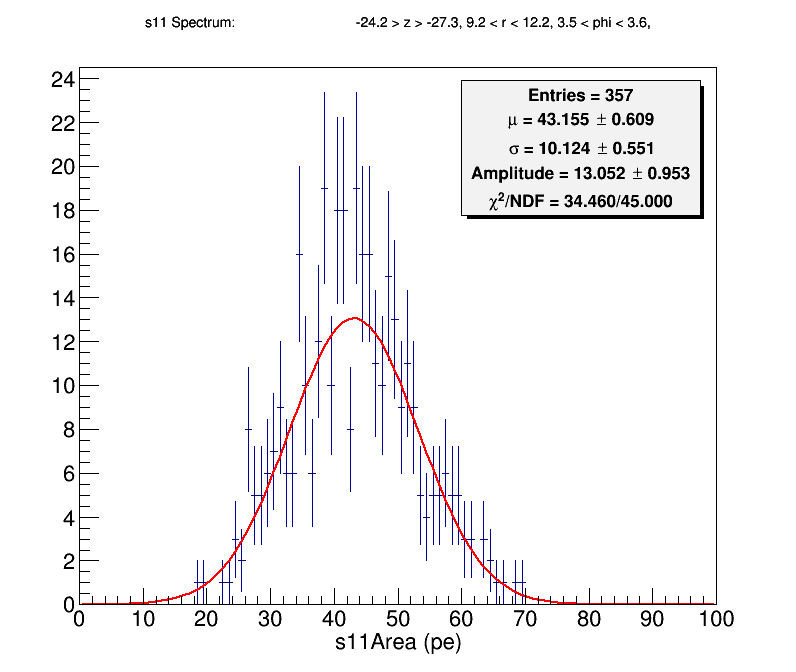 s11 Spectrum: -24.2 > z > -27.3, 9.2 < r < 12.2, 3.5 < phi < 3.6,
24
22
20
18
16
14
12
10
8
6
4
2
0
Entries = 357
μ = 43.155 ± 0.609
σ = 10.124 ± 0.551
Amplitude = 13.052 ± 0.953
χ²/NDF = 34.460/45.000
0 10 20 30 40 50 60 70 80 90 100
s11Area (pe)